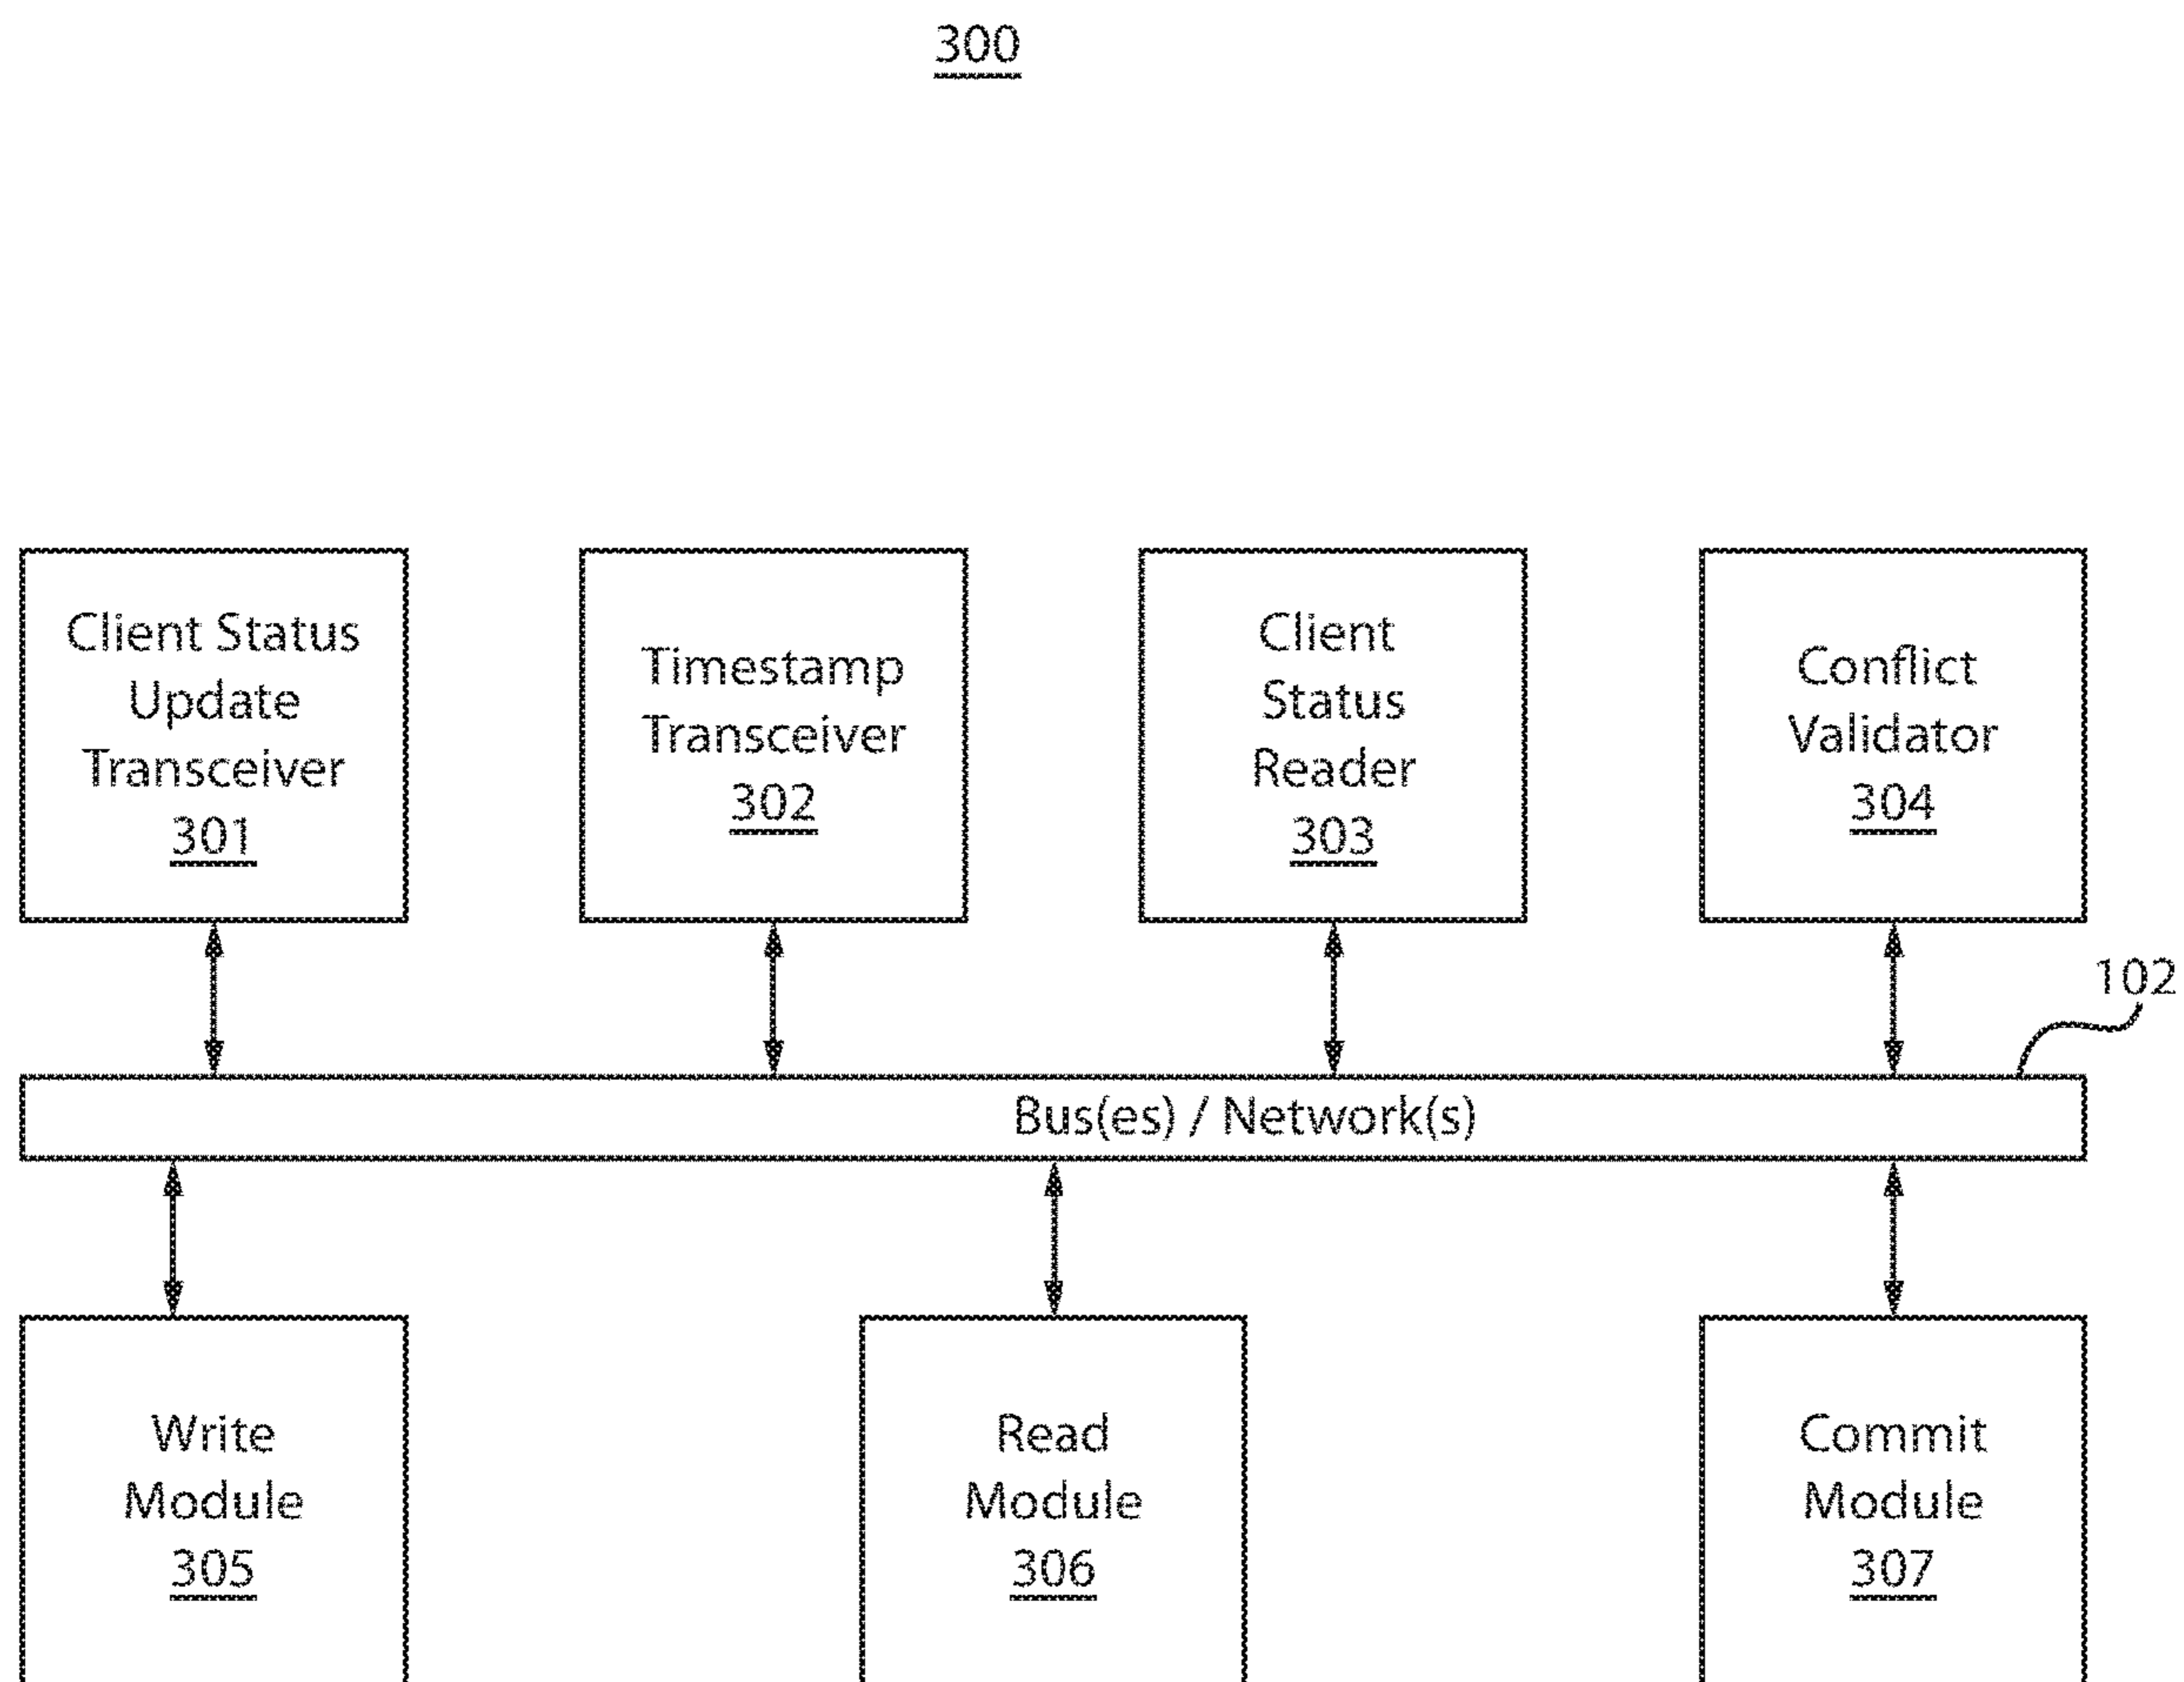 300
Client Status
Update
Transceiver
301
Timestamp
Transceiver
302
Client
Status
Reader
303
Conflict
Validator
304
102
Bus(es) / Network(s)
Write
Module
305
Read
Module
306
Commit
Module
307